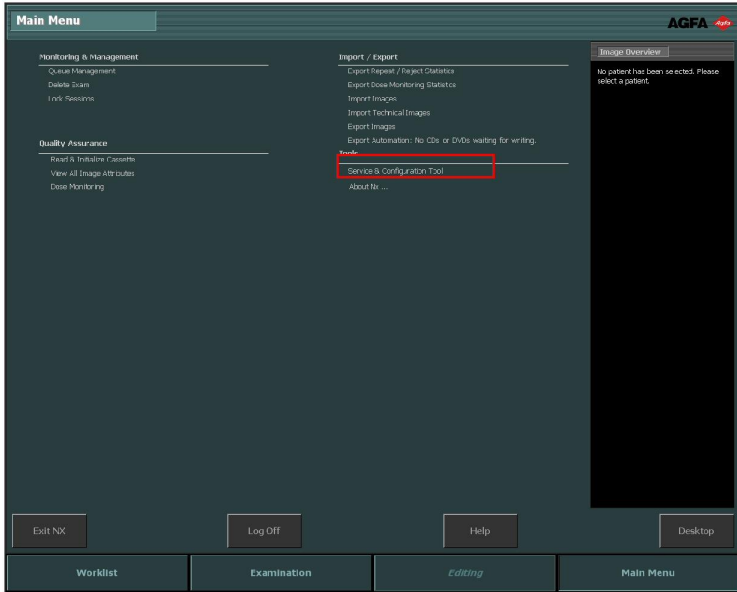 Main Menu
AGFA
Monitoring & Management
Queue Management
Delete Exam
Lock Sessions
Quality Assurance
Read & Initialize Cassette
View All Image Attributes
Dose Monitoring
Import / Export
Export Repeat / Reject Statistics
Export Dose Monitoring Statistics
Import Images
Import Technical Images
Export Images
Export Automation: No CDs or DVDs waiting for writing.
Tools
Service & Configuration Tool
About Nx ...
Image Overview
No patient has been selected. Please
select a patient.
Exit NX
Log Off
Help
Desktop
Worklist
Examination
Editing
Main Menu